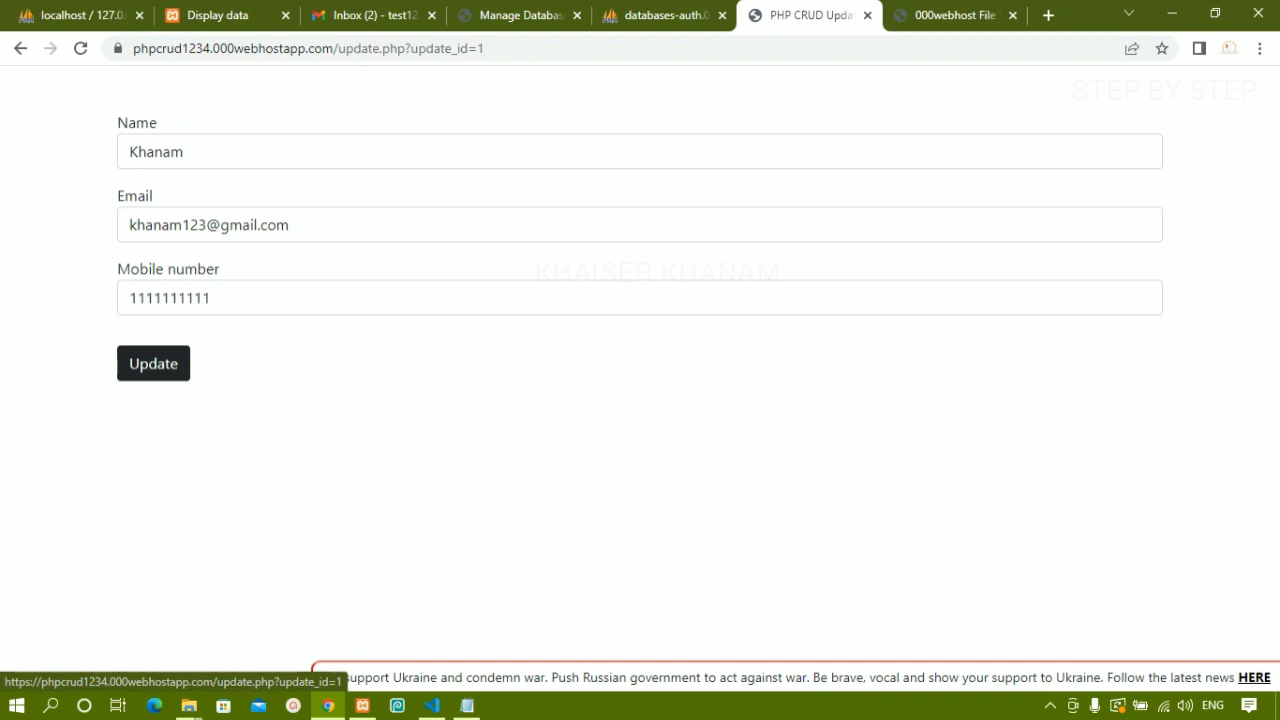 localhost / 127.0.
Display data
Inbox (2) - test12
Manage Databas
databases-auth.0
PHP CRUD Upda
000webhost File
phpcrud1234.000webhostapp.com/update.php?update_id=1
STEP BY STEP
Name
Khanam
Email
khanam123@gmail.com
Mobile number
KHAISER KHANAM
1111111111
Update
support Ukraine and condemn war. Push Russian government to act against war. Be brave, vocal and show your support to Ukraine. Follow the latest news HERE
https://phpcrud1234.000webhostapp.com/update.php?update_id=1
ENG